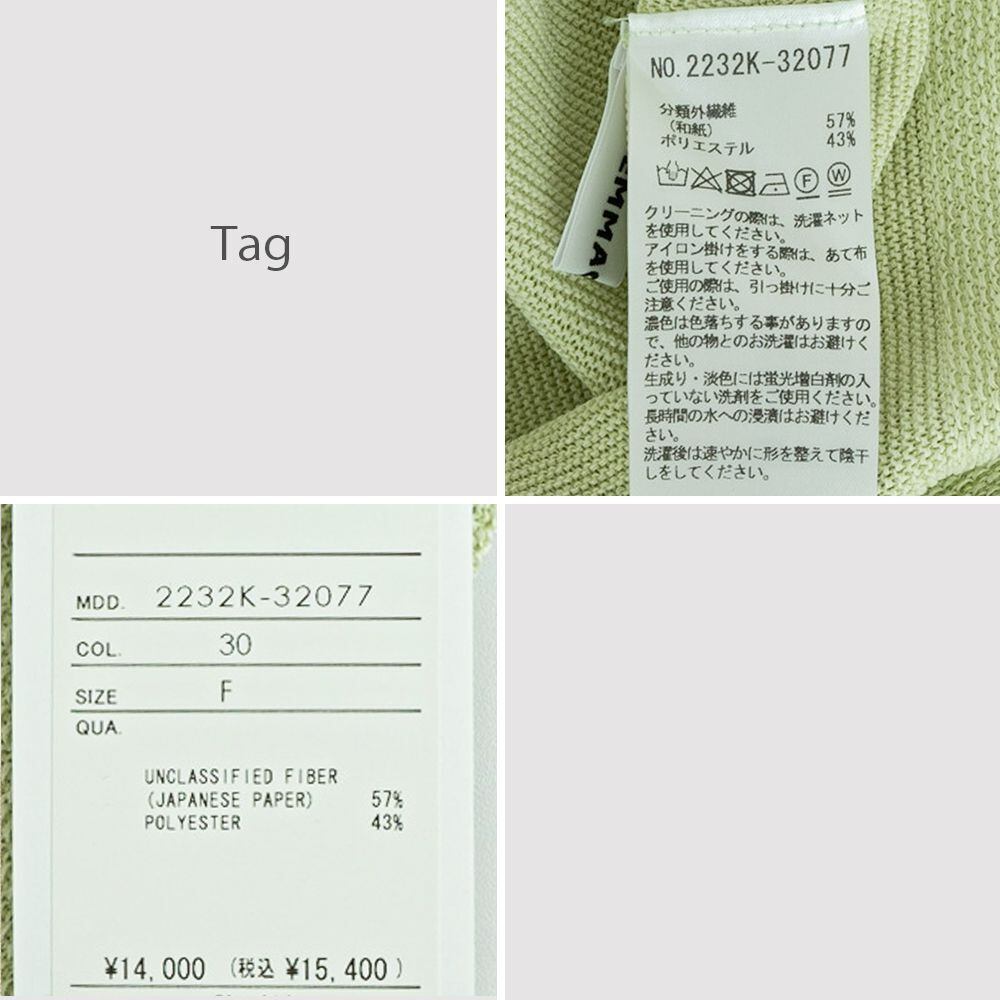 Tag
NO. 2232K-32077
分類外繊維
(和紙) 57%
ポリエステル 43%
F W
クリーニングの際は、洗濯ネット
を使用してください。
アイロン掛けをする際は、あて布
を使用してください。
ご使用の際は、引っ掛けに十分ご
注意ください。
濃色は色落ちする事がありますの
で、他の物とのお洗濯はお避けく
ださい。
生成り・淡色には蛍光増白剤の入
っていない洗剤をご使用ください。
長時間の水への浸漬はお避けくだ
さい。
洗濯後は速やかに形を整えて陰干
しをしてください。
MDD. 2232K-32077
COL. 30
SIZE F
QUA.
UNCLASSIFIED FIBER
(JAPANESE PAPER) 57%
POLYESTER 43%
¥14,000 (税込 ¥15,400)